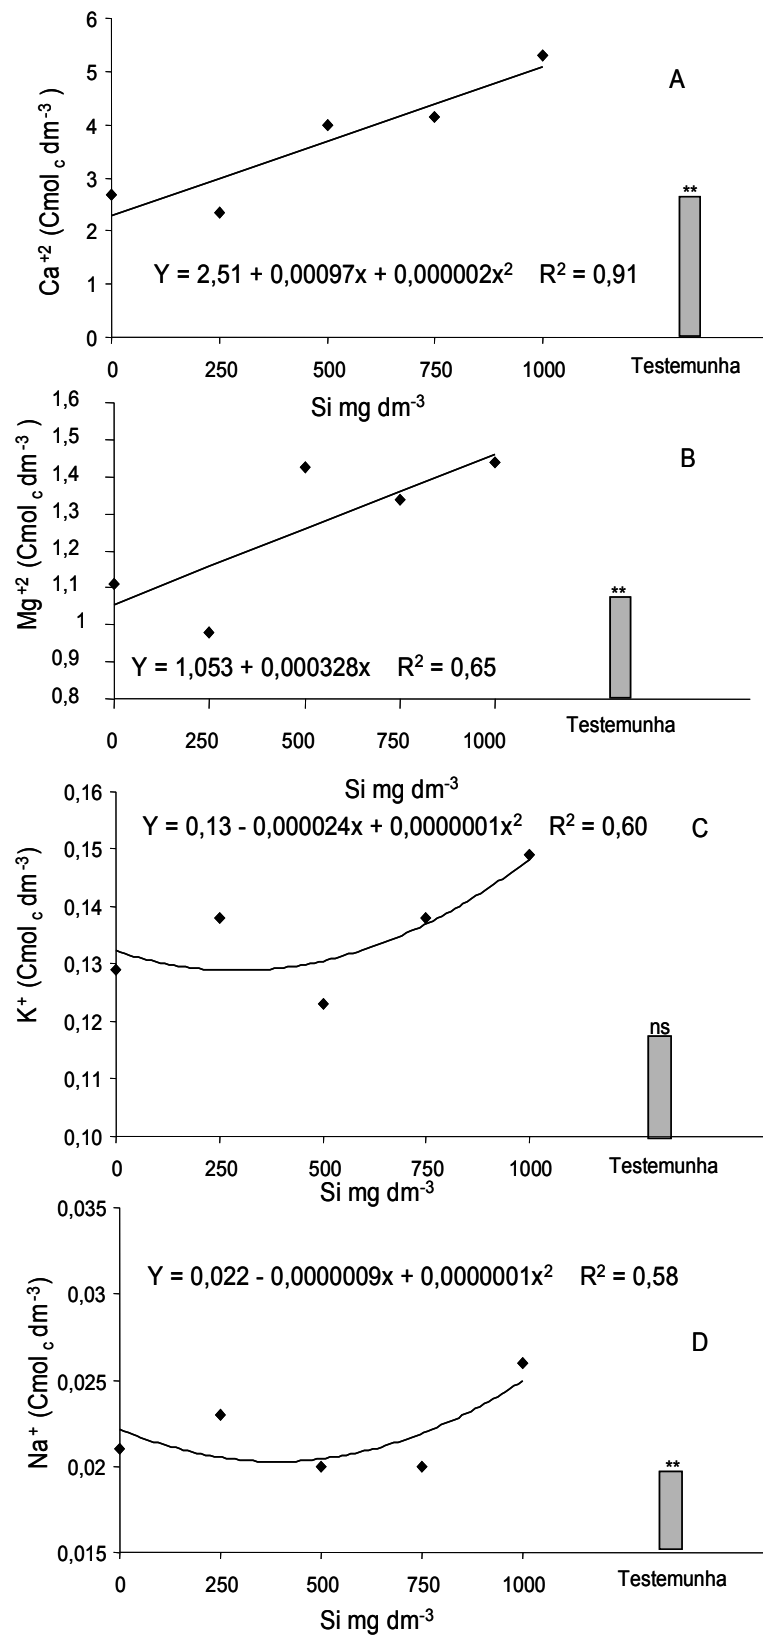 6
5
A
4
3
**
2
Y = 2,51 + 0,00097x + 0,000002x² R² = 0,91
1
0
Ca⁺² (Cmol c dm⁻³)
0 250 500 750 1000 Testemunha
Si mg dm⁻³
1,6
1,5
B
1,4
1,3
1,2
1,1
**
1
0,9
Y = 1,053 + 0,000328x R² = 0,65
0,8
Mg⁺² (Cmol c dm⁻³)
0 250 500 750 1000 Testemunha
Si mg dm⁻³
0,16
Y = 0,13 - 0,000024x + 0,0000001x² R² = 0,60 C
0,15
0,14
0,13
0,12
ns
0,11
0,10
K⁺ (Cmol c dm⁻³)
0 250 500 750 1000 Testemunha
Si mg dm⁻³
0,035
Y = 0,022 - 0,0000009x + 0,0000001x² R² = 0,58
0,03
D
0,025
0,02
**
0,015
Na⁺ (Cmol c dm⁻³)
0 250 500 750 1000 Testemunha
Si mg dm⁻³